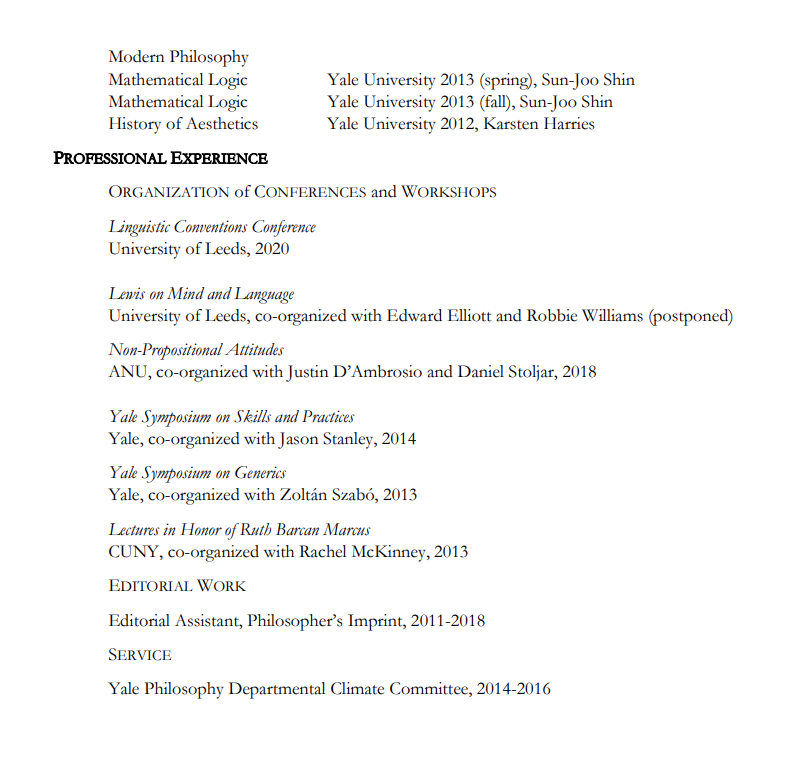 Modern Philosophy
Mathematical Logic Yale University 2013 (spring), Sun-Joo Shin
Mathematical Logic Yale University 2013 (fall), Sun-Joo Shin
History of Aesthetics Yale University 2012, Karsten Harries
PROFESSIONAL EXPERIENCE
ORGANIZATION of CONFERENCES and WORKSHOPS
Linguistic Conventions Conference
University of Leeds, 2020
Lewis on Mind and Language
University of Leeds, co-organized with Edward Elliott and Robbie Williams (postponed)
Non-Propositional Attitudes
ANU, co-organized with Justin D’Ambrosio and Daniel Stoljar, 2018
Yale Symposium on Skills and Practices
Yale, co-organized with Jason Stanley, 2014
Yale Symposium on Generics
Yale, co-organized with Zoltán Szabó, 2013
Lectures in Honor of Ruth Barcan Marcus
CUNY, co-organized with Rachel McKinney, 2013
EDITORIAL WORK
Editorial Assistant, Philosopher’s Imprint, 2011-2018
SERVICE
Yale Philosophy Departmental Climate Committee, 2014-2016